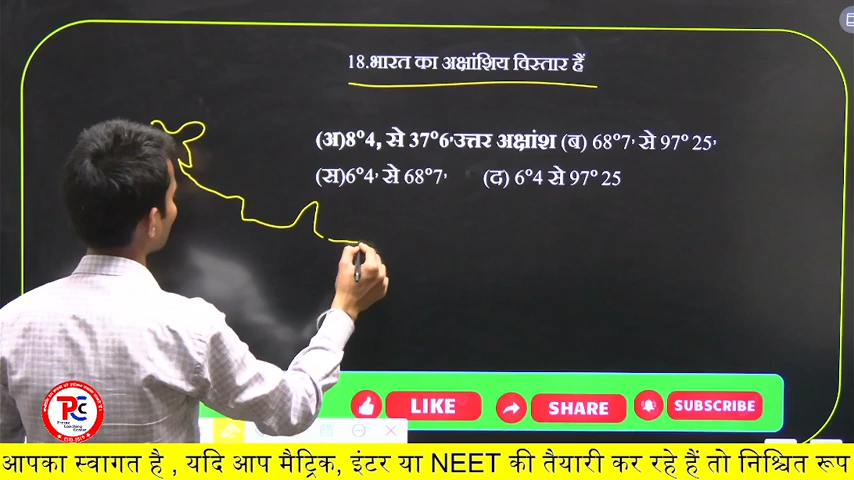 18.भारत का अक्षांशिय विस्तार हैं
(अ)8°4, से 37°6'उत्तर अक्षांश (ब) 68°7' से 97° 25'
(स)6°4' से 68°7' (द) 6°4 से 97° 25
LIKE SHARE SUBSCRIBE
आपका स्वागत है , यदि आप मैट्रिक, इंटर या NEET की तैयारी कर रहे हैं तो निश्चित रूप